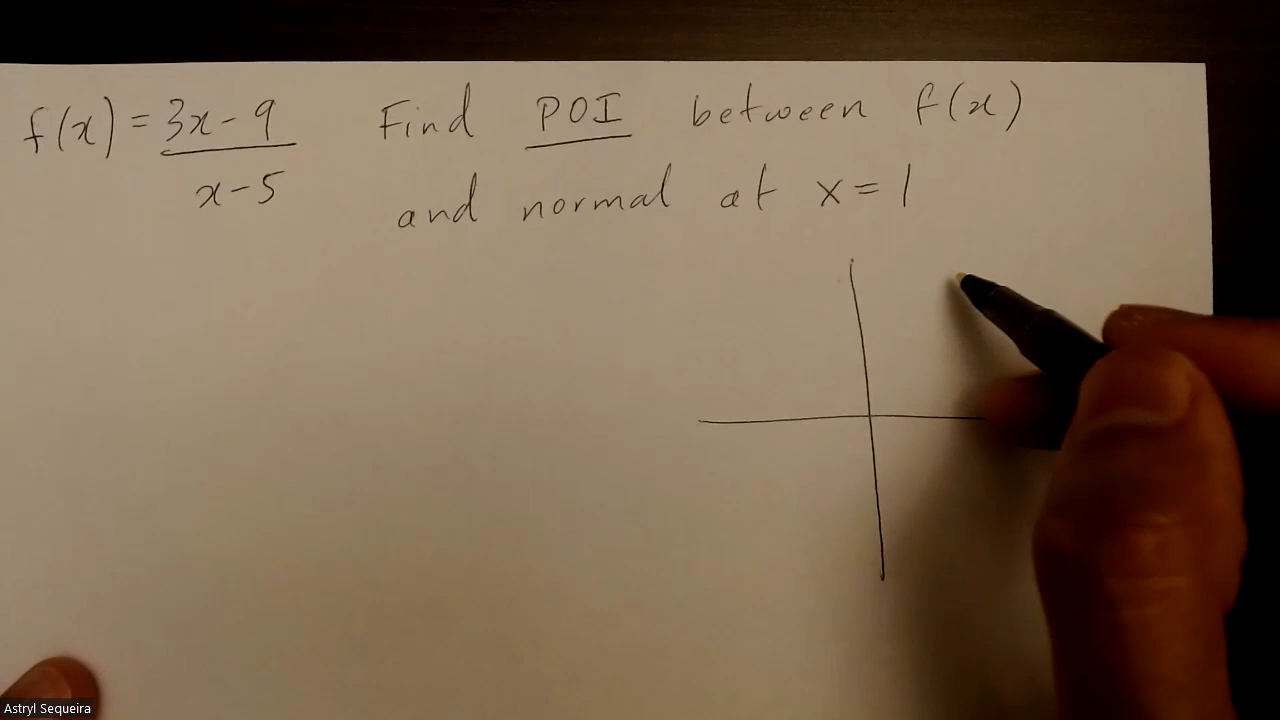 f(x) = 3x-9 / x-5 Find POI between f(x)
and normal at x = 1
Astryl Sequeira